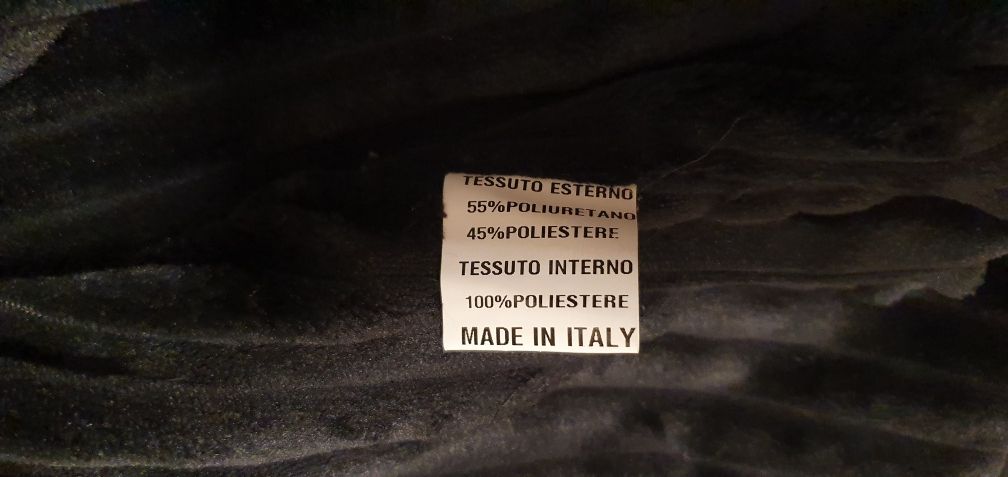 TESSUTO ESTERNO
55%POLIURETANO
45%POLIESTERE
TESSUTO INTERNO
100%POLIESTERE
MADE IN ITALY